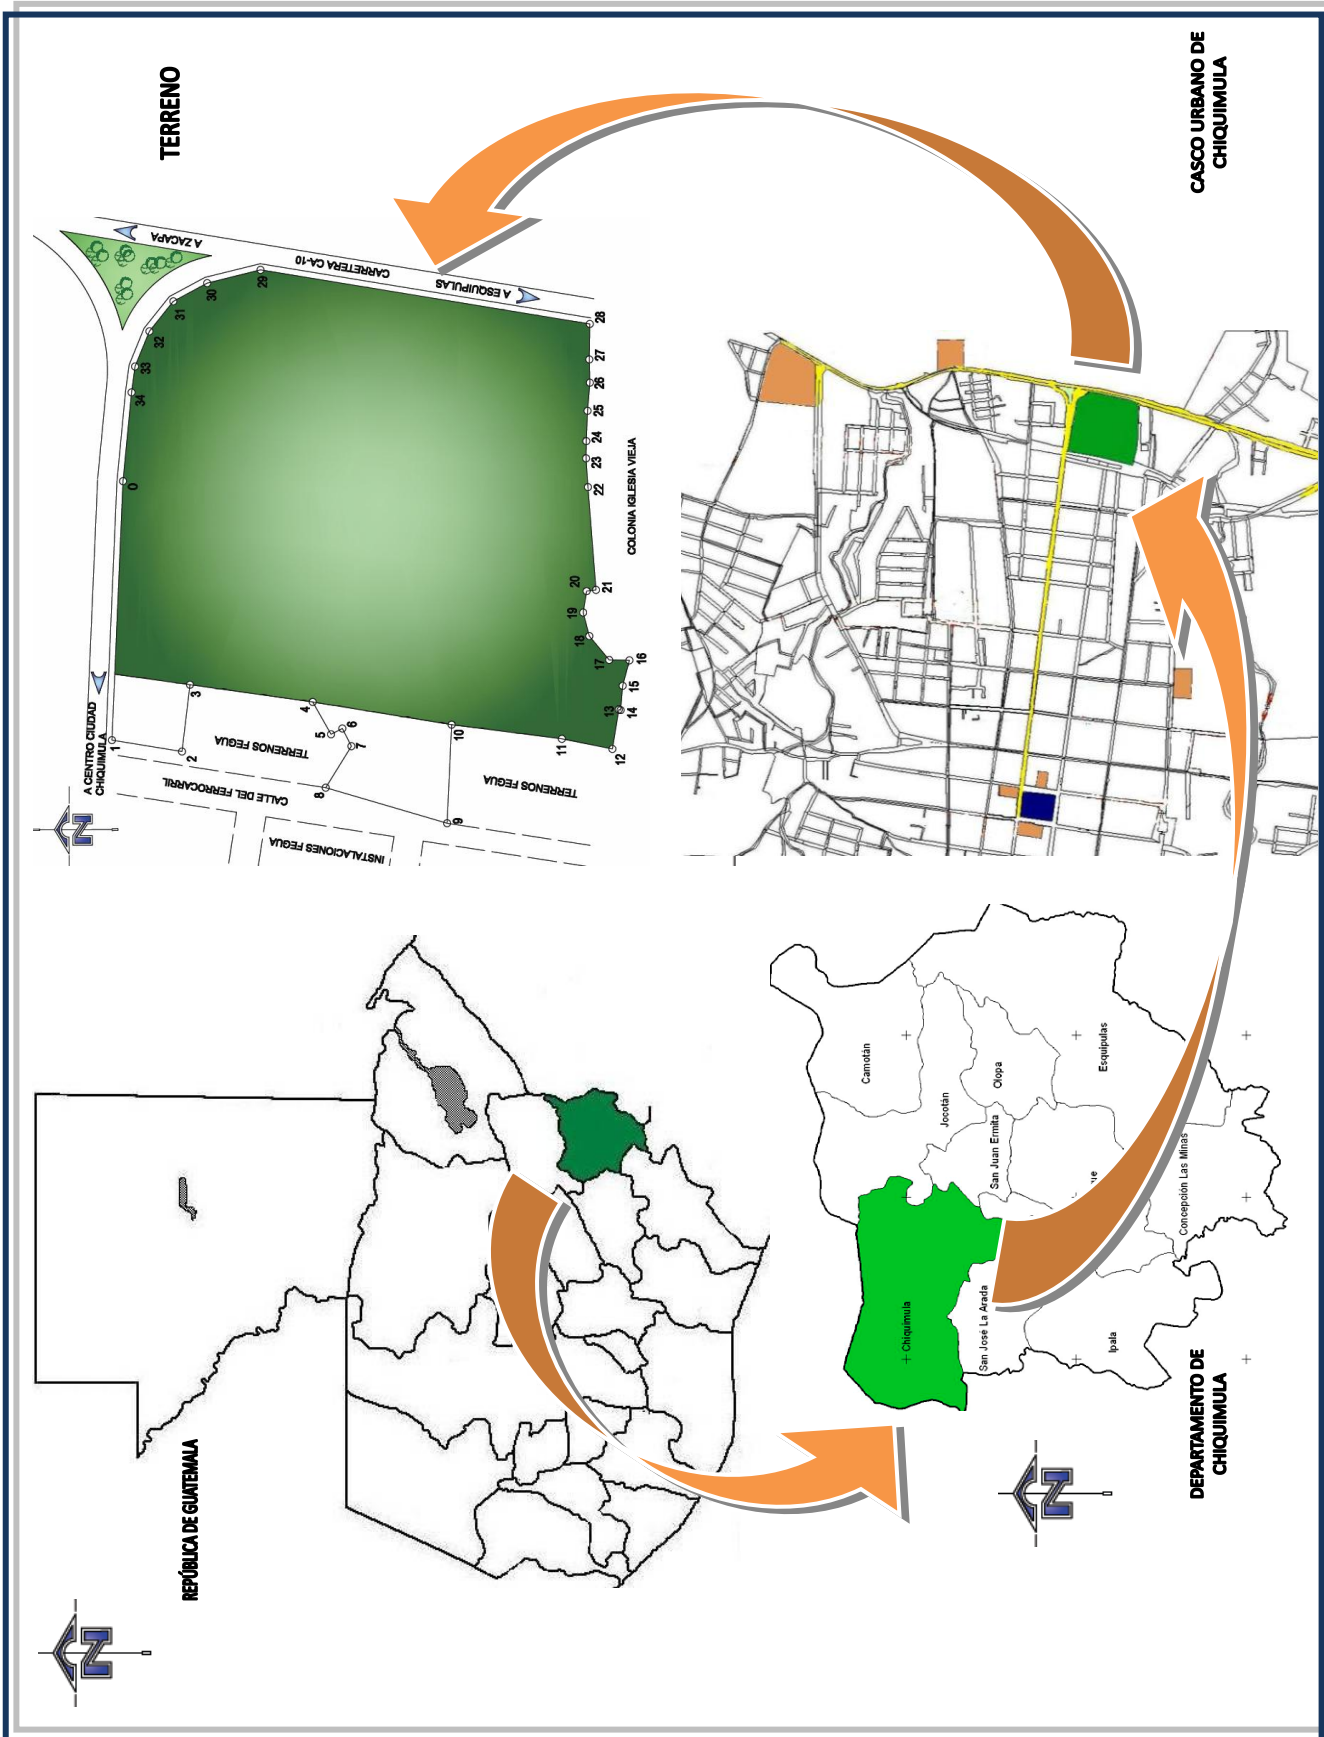 REPÚBLICA DE GUATEMALA
N
TERRENO
N
A CENTRO CIUDAD
CHIQUIMULA
A ZACAPA
CARRETERA CA-10
A ESQUIPULAS
COLONIA IGLESIA VIEJA
TERRENOS FEGUA
TERRENOS FEGUA
CALLE DEL FERROCARRIL
INSTALACIONES FEGUA
0
1
2
3
4
5
6
7
8
9
10
11
12
13
14
15
16
17
18
19
20
21
22
23
24
25
26
27
28
29
30
31
32
33
34
DEPARTAMENTO DE
CHIQUIMULA
N
Chiquimula
San José La Arada
Ipala
Camotán
Jocotán
San Juan Ermita
Olopa
Esquipulas
Concepción Las Minas
ue
CASCO URBANO DE
CHIQUIMULA